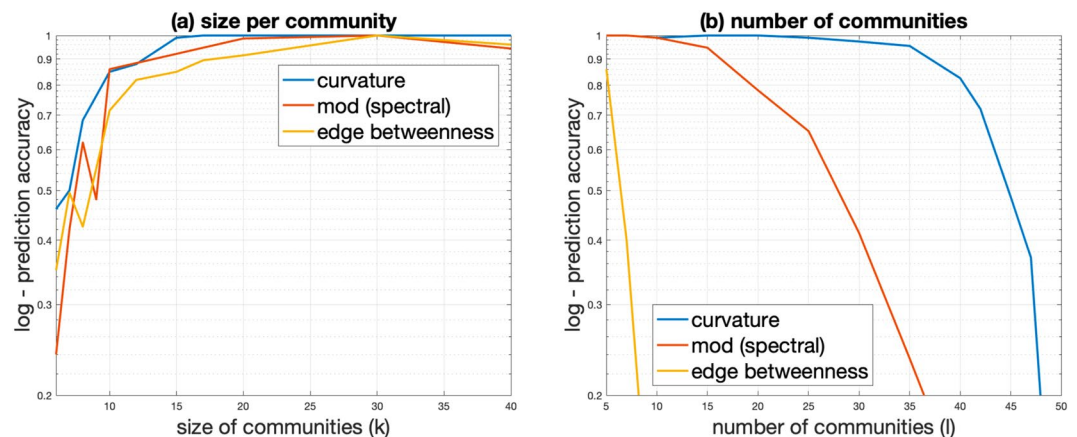 (a) size per community
log - prediction accuracy
1
0.9
0.8
0.7
0.6
0.5
0.4
0.3
0.2
curvature
mod (spectral)
edge betweenness
10
15
20
25
30
35
40
size of communities (k)
(b) number of communities
log - prediction accuracy
1
0.9
0.8
0.7
0.6
0.5
0.4
0.3
0.2
curvature
mod (spectral)
edge betweenness
5
10
15
20
25
30
35
40
45
50
number of communities (l)